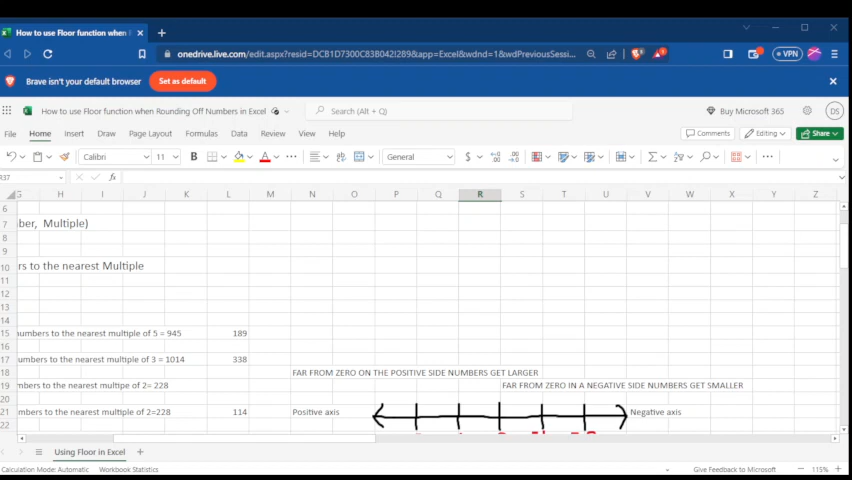 How to use Floor function when
onedrive.live.com/edit.aspx?resid=DCB1D7300C83B042!289&app=Excel&wdnd=1&wdPreviousSessi...
VPN
Brave isn't your default browser
Set as default
How to use Floor function when Rounding Off Numbers in Excel
Search (Alt + Q)
Buy Microsoft 365
DS
File Home Insert Draw Page Layout Formulas Data Review View Help
Comments
Editing
Share
Calibri 11 B A General $
R37 fx
G H I J K L M N O P Q R S T U V W X Y Z
6
7 ber, Multiple)
8
9
10 rs to the nearest Multiple
11
12
13
14
15 numbers to the nearest multiple of 5 = 945 189
16
17 numbers to the nearest multiple of 3 = 1014 338
18 FAR FROM ZERO ON THE POSITIVE SIDE NUMBERS GET LARGER
19 mbers to the nearest multiple of 2= 228 FAR FROM ZERO IN A NEGATIVE SIDE NUMBERS GET SMALLER
20
21 mbers to the nearest multiple of 2=228 114 Positive axis Negative axis
22
Using Floor in Excel
Calculation Mode: Automatic Workbook Statistics
Give Feedback to Microsoft
115%